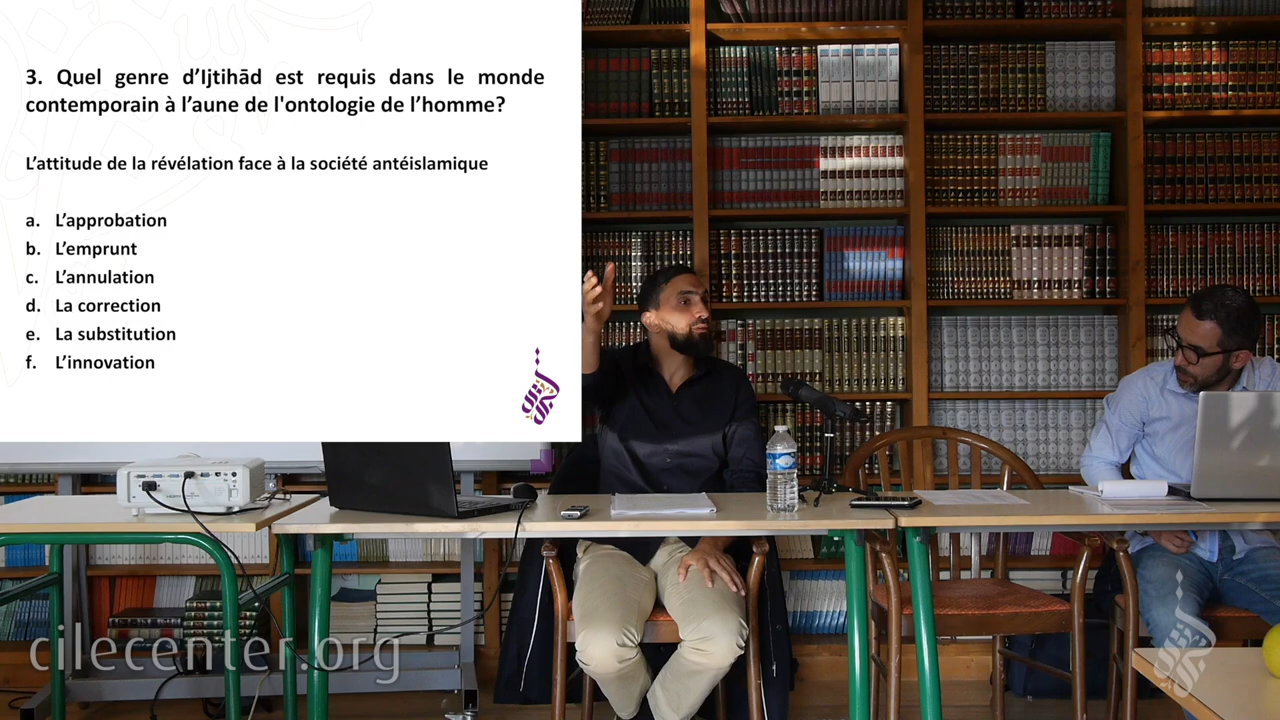 3. Quel genre d’Ijtihād est requis dans le monde
contemporain à l’aune de l'ontologie de l’homme?
L’attitude de la révélation face à la société antéislamique
a. L’approbation
b. L’emprunt
c. L’annulation
d. La correction
e. La substitution
f. L’innovation
cilecenter.org